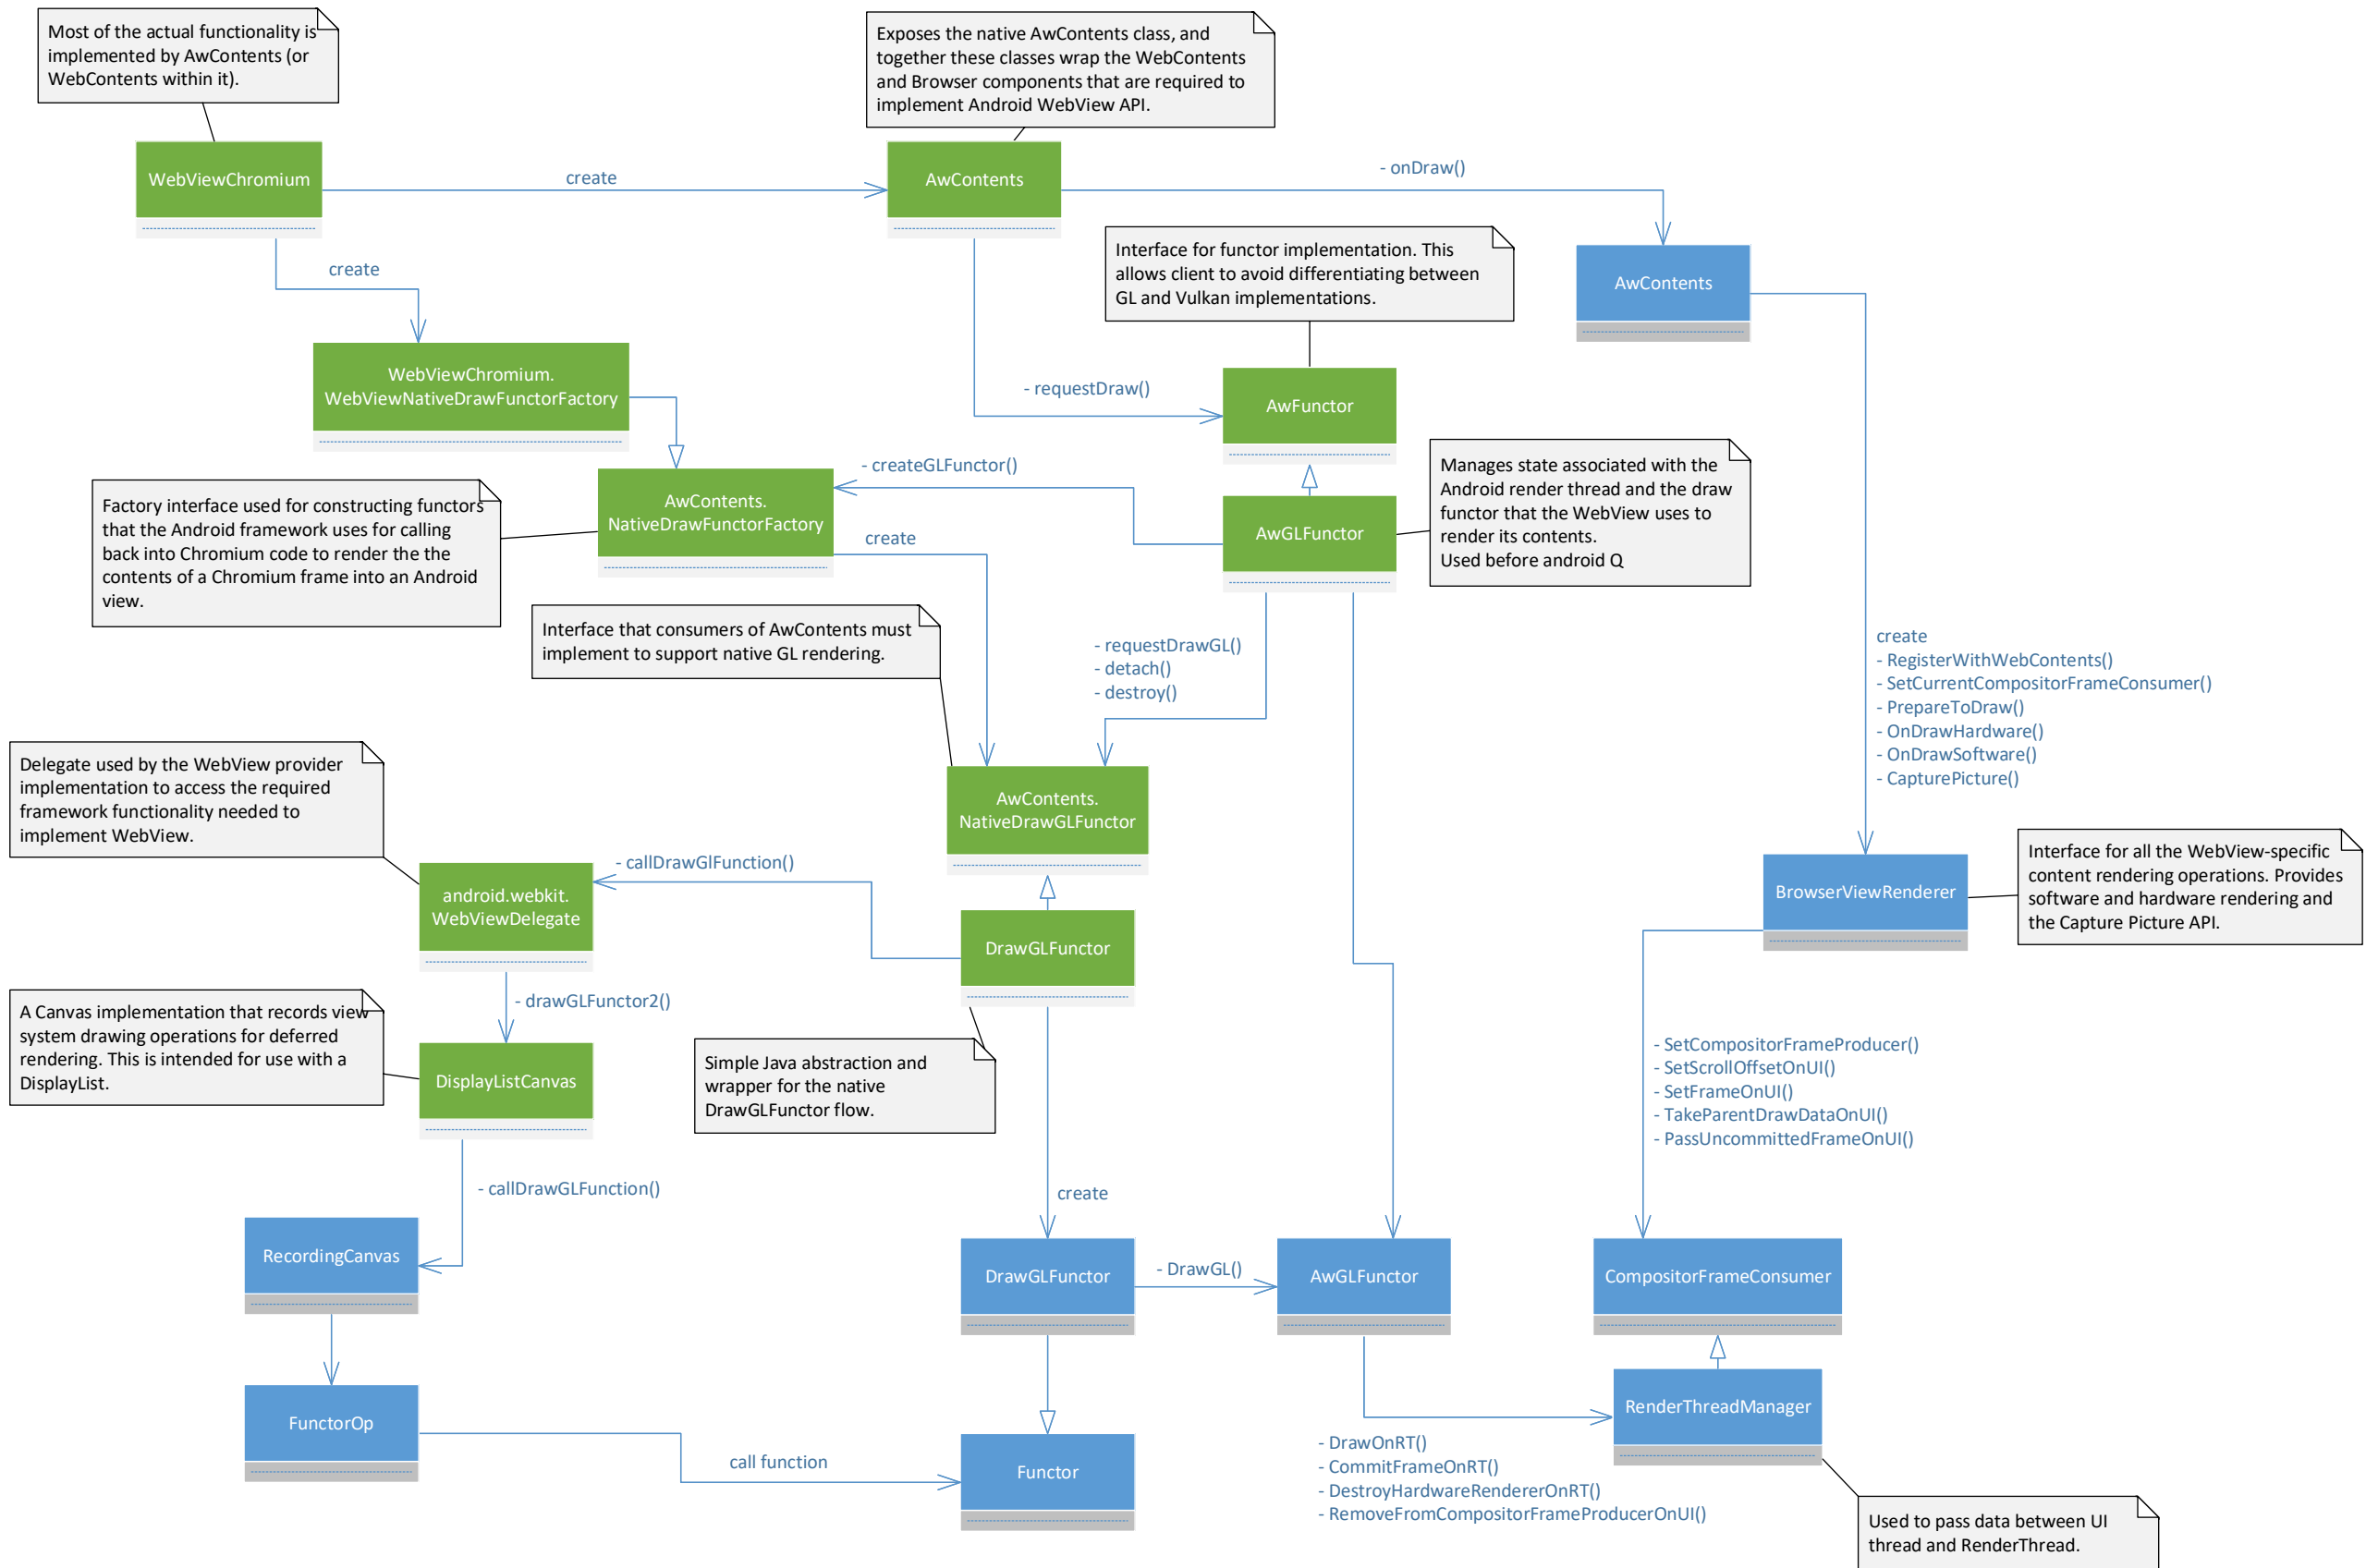 Most of the actual functionality is
implemented by AwContents (or
WebContents within it).
Exposes the native AwContents class, and
together these classes wrap the WebContents
and Browser components that are required to
implement Android WebView API.
WebViewChromium
create
AwContents
- onDraw()
create
Interface for functor implementation. This
allows client to avoid differentiating between
GL and Vulkan implementations.
AwContents
WebViewChromium.
WebViewNativeDrawFunctorFactory
- requestDraw()
AwFunctor
Factory interface used for constructing functors
that the Android framework uses for calling
back into Chromium code to render the the
contents of a Chromium frame into an Android
view.
AwContents.
NativeDrawFunctorFactory
- createGLFunctor()
create
AwGLFunctor
Manages state associated with the
Android render thread and the draw
functor that the WebView uses to
render its contents.
Used before android Q
Interface that consumers of AwContents must
implement to support native GL rendering.
- requestDrawGL()
- detach()
- destroy()
create
- RegisterWithWebContents()
- SetCurrentCompositorFrameConsumer()
- PrepareToDraw()
- OnDrawHardware()
- OnDrawSoftware()
- CapturePicture()
Delegate used by the WebView provider
implementation to access the required
framework functionality needed to
implement WebView.
AwContents.
NativeDrawGLFunctor
- callDrawGlFunction()
android.webkit.
WebViewDelegate
BrowserViewRenderer
Interface for all the WebView-specific
content rendering operations. Provides
software and hardware rendering and
the Capture Picture API.
DrawGLFunctor
- drawGLFunctor2()
A Canvas implementation that records view
system drawing operations for deferred
rendering. This is intended for use with a
DisplayList.
DisplayListCanvas
Simple Java abstraction and
wrapper for the native
DrawGLFunctor flow.
- SetCompositorFrameProducer()
- SetScrollOffsetOnUI()
- SetFrameOnUI()
- TakeParentDrawDataOnUI()
- PassUncommittedFrameOnUI()
- callDrawGLFunction()
create
RecordingCanvas
DrawGLFunctor
- DrawGL()
AwGLFunctor
CompositorFrameConsumer
FunctorOp
call function
Functor
RenderThreadManager
- DrawOnRT()
- CommitFrameOnRT()
- DestroyHardwareRendererOnRT()
- RemoveFromCompositorFrameProducerOnUI()
Used to pass data between UI
thread and RenderThread.